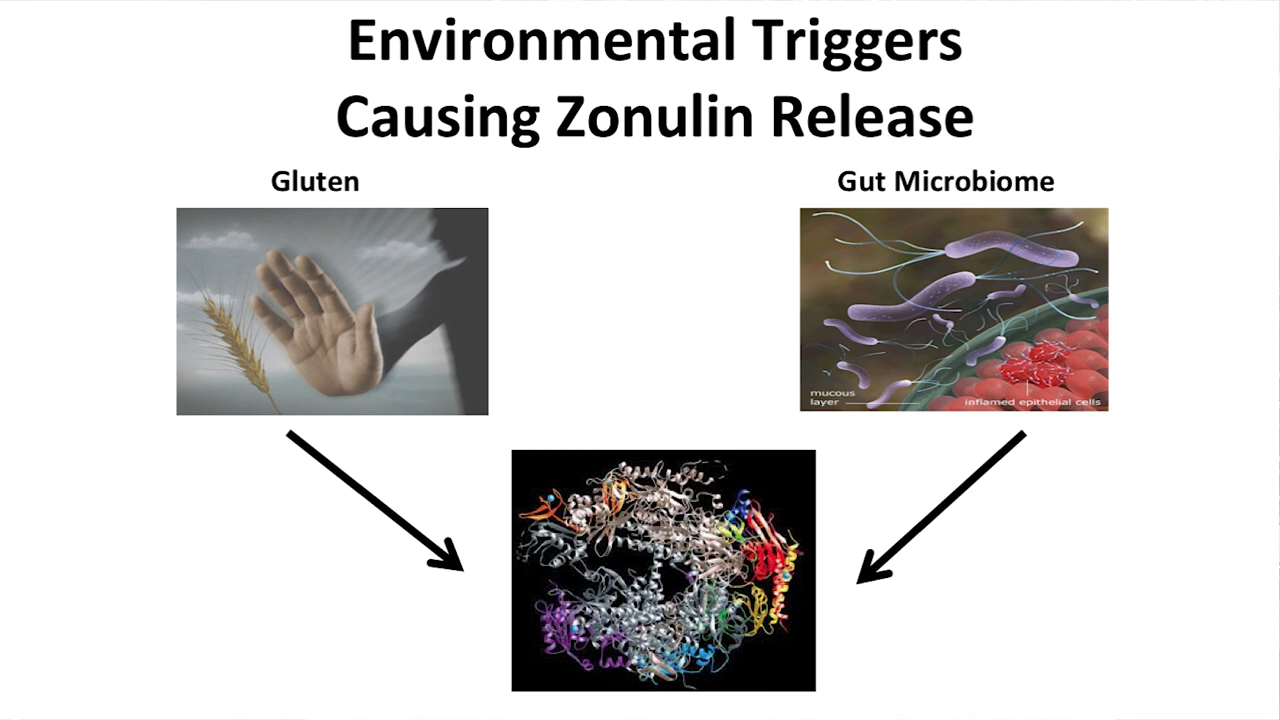 Environmental Triggers
Causing Zonulin Release
Gluten
Gut Microbiome
mucous
layer
inflamed epithelial cells